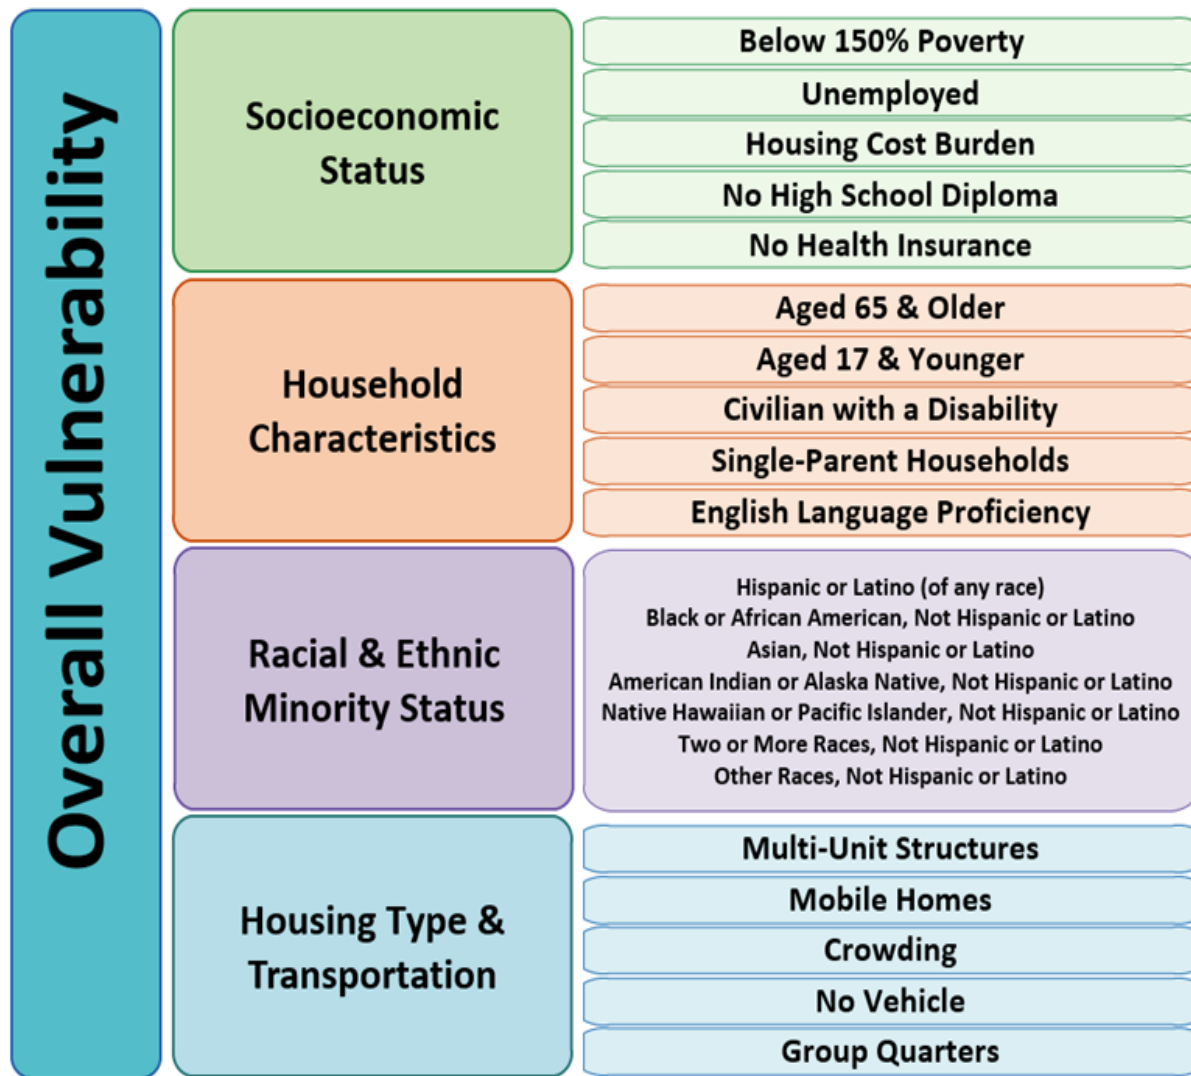 Overall Vulnerability
Socioeconomic
Status
Below 150% Poverty
Unemployed
Housing Cost Burden
No High School Diploma
No Health Insurance
Household
Characteristics
Aged 65 & Older
Aged 17 & Younger
Civilian with a Disability
Single-Parent Households
English Language Proficiency
Racial & Ethnic
Minority Status
Hispanic or Latino (of any race)
Black or African American, Not Hispanic or Latino
Asian, Not Hispanic or Latino
American Indian or Alaska Native, Not Hispanic or Latino
Native Hawaiian or Pacific Islander, Not Hispanic or Latino
Two or More Races, Not Hispanic or Latino
Other Races, Not Hispanic or Latino
Housing Type &
Transportation
Multi-Unit Structures
Mobile Homes
Crowding
No Vehicle
Group Quarters